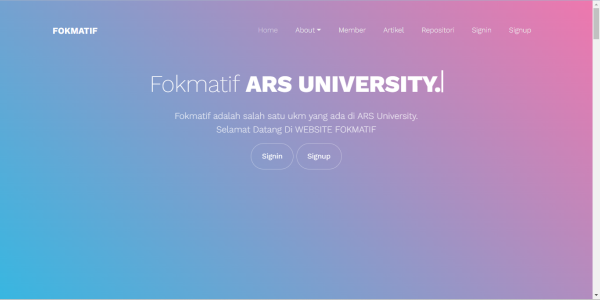 FOKMATIF
Home About Member Artikel Repositori Signin Signup
Fokmatif ARS UNIVERSITY.
Fokmatif adalah salah satu ukm yang ada di ARS University.
Selamat Datang Di WEBSITE FOKMATIF
Signin Signup